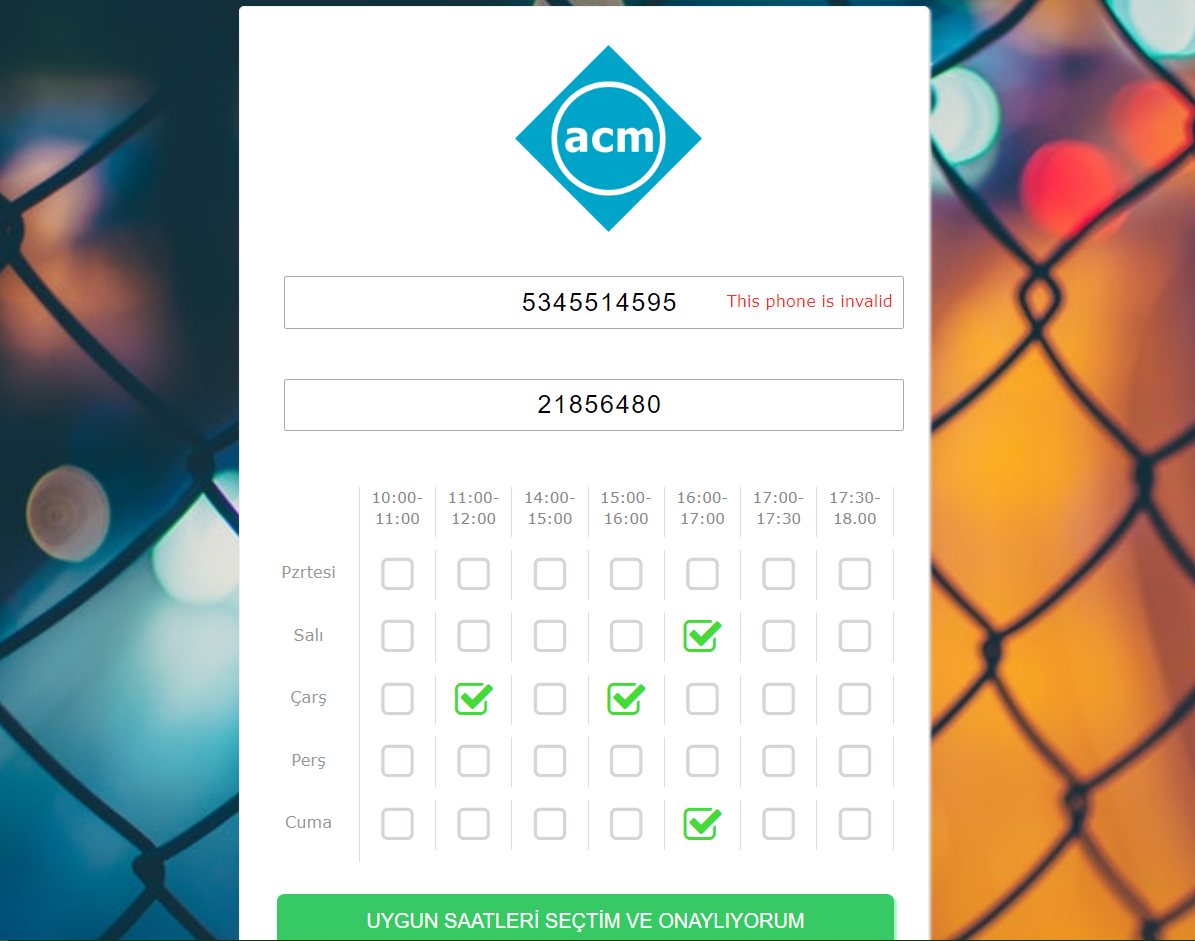 acm
5345514595 This phone is invalid
21856480
10:00- 11:00- 14:00- 15:00- 16:00- 17:00- 17:30-
11:00 12:00 15:00 16:00 17:00 17:30 18.00
Pzrtesi
Salı
Çarş
Perş
Cuma
UYGUN SAATLERİ SEÇTİM VE ONAYLIYORUM